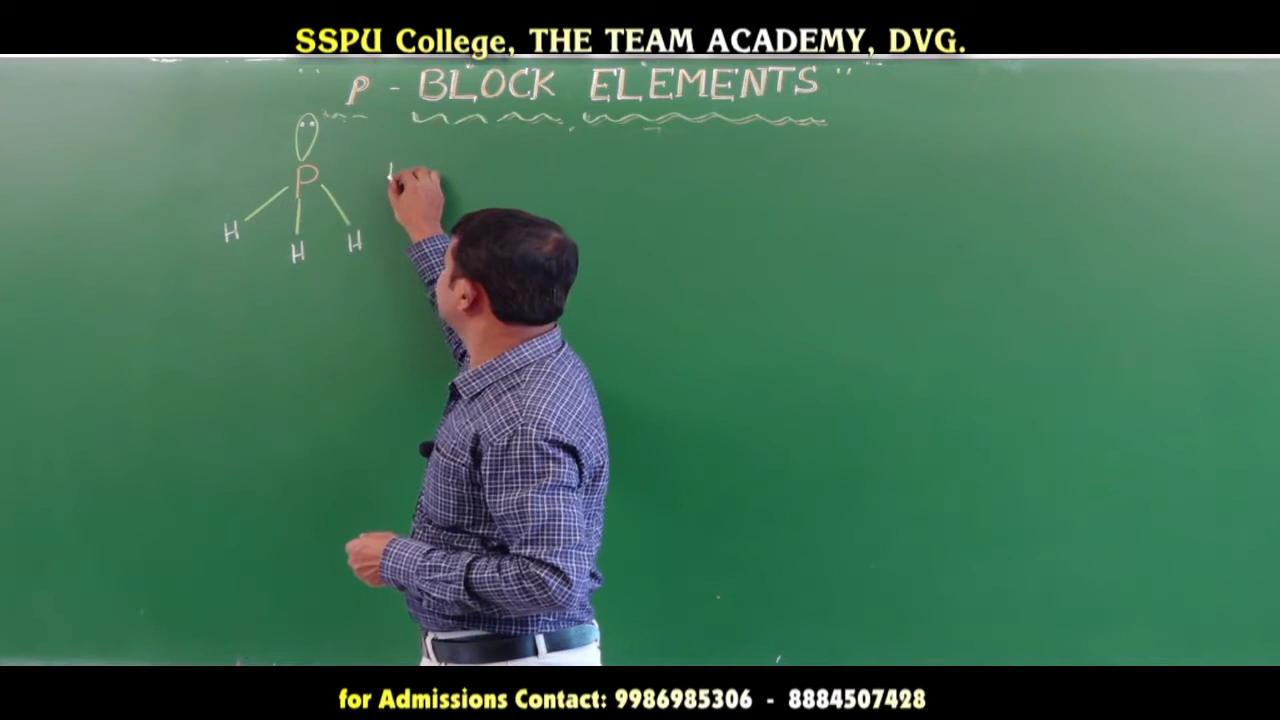 SSPU College, THE TEAM ACADEMY, DVG.
" P - BLOCK ELEMENTS "
P
H
H
H
for Admissions Contact: 9986985306 - 8884507428